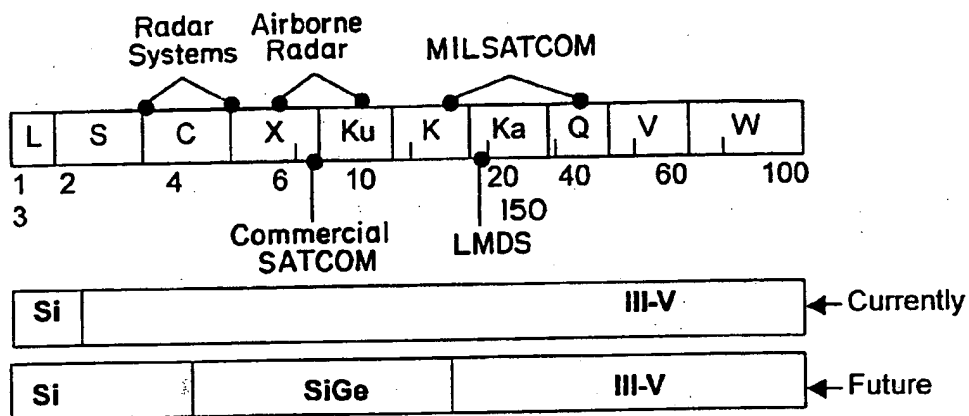 Radar Systems
Airborne Radar
MILSATCOM
L S C X Ku K Ka Q V W
1 2 4 6 10 20 40 60 100
3 150
Commercial SATCOM
LMDS
Si III-V Currently
Si SiGe III-V Future